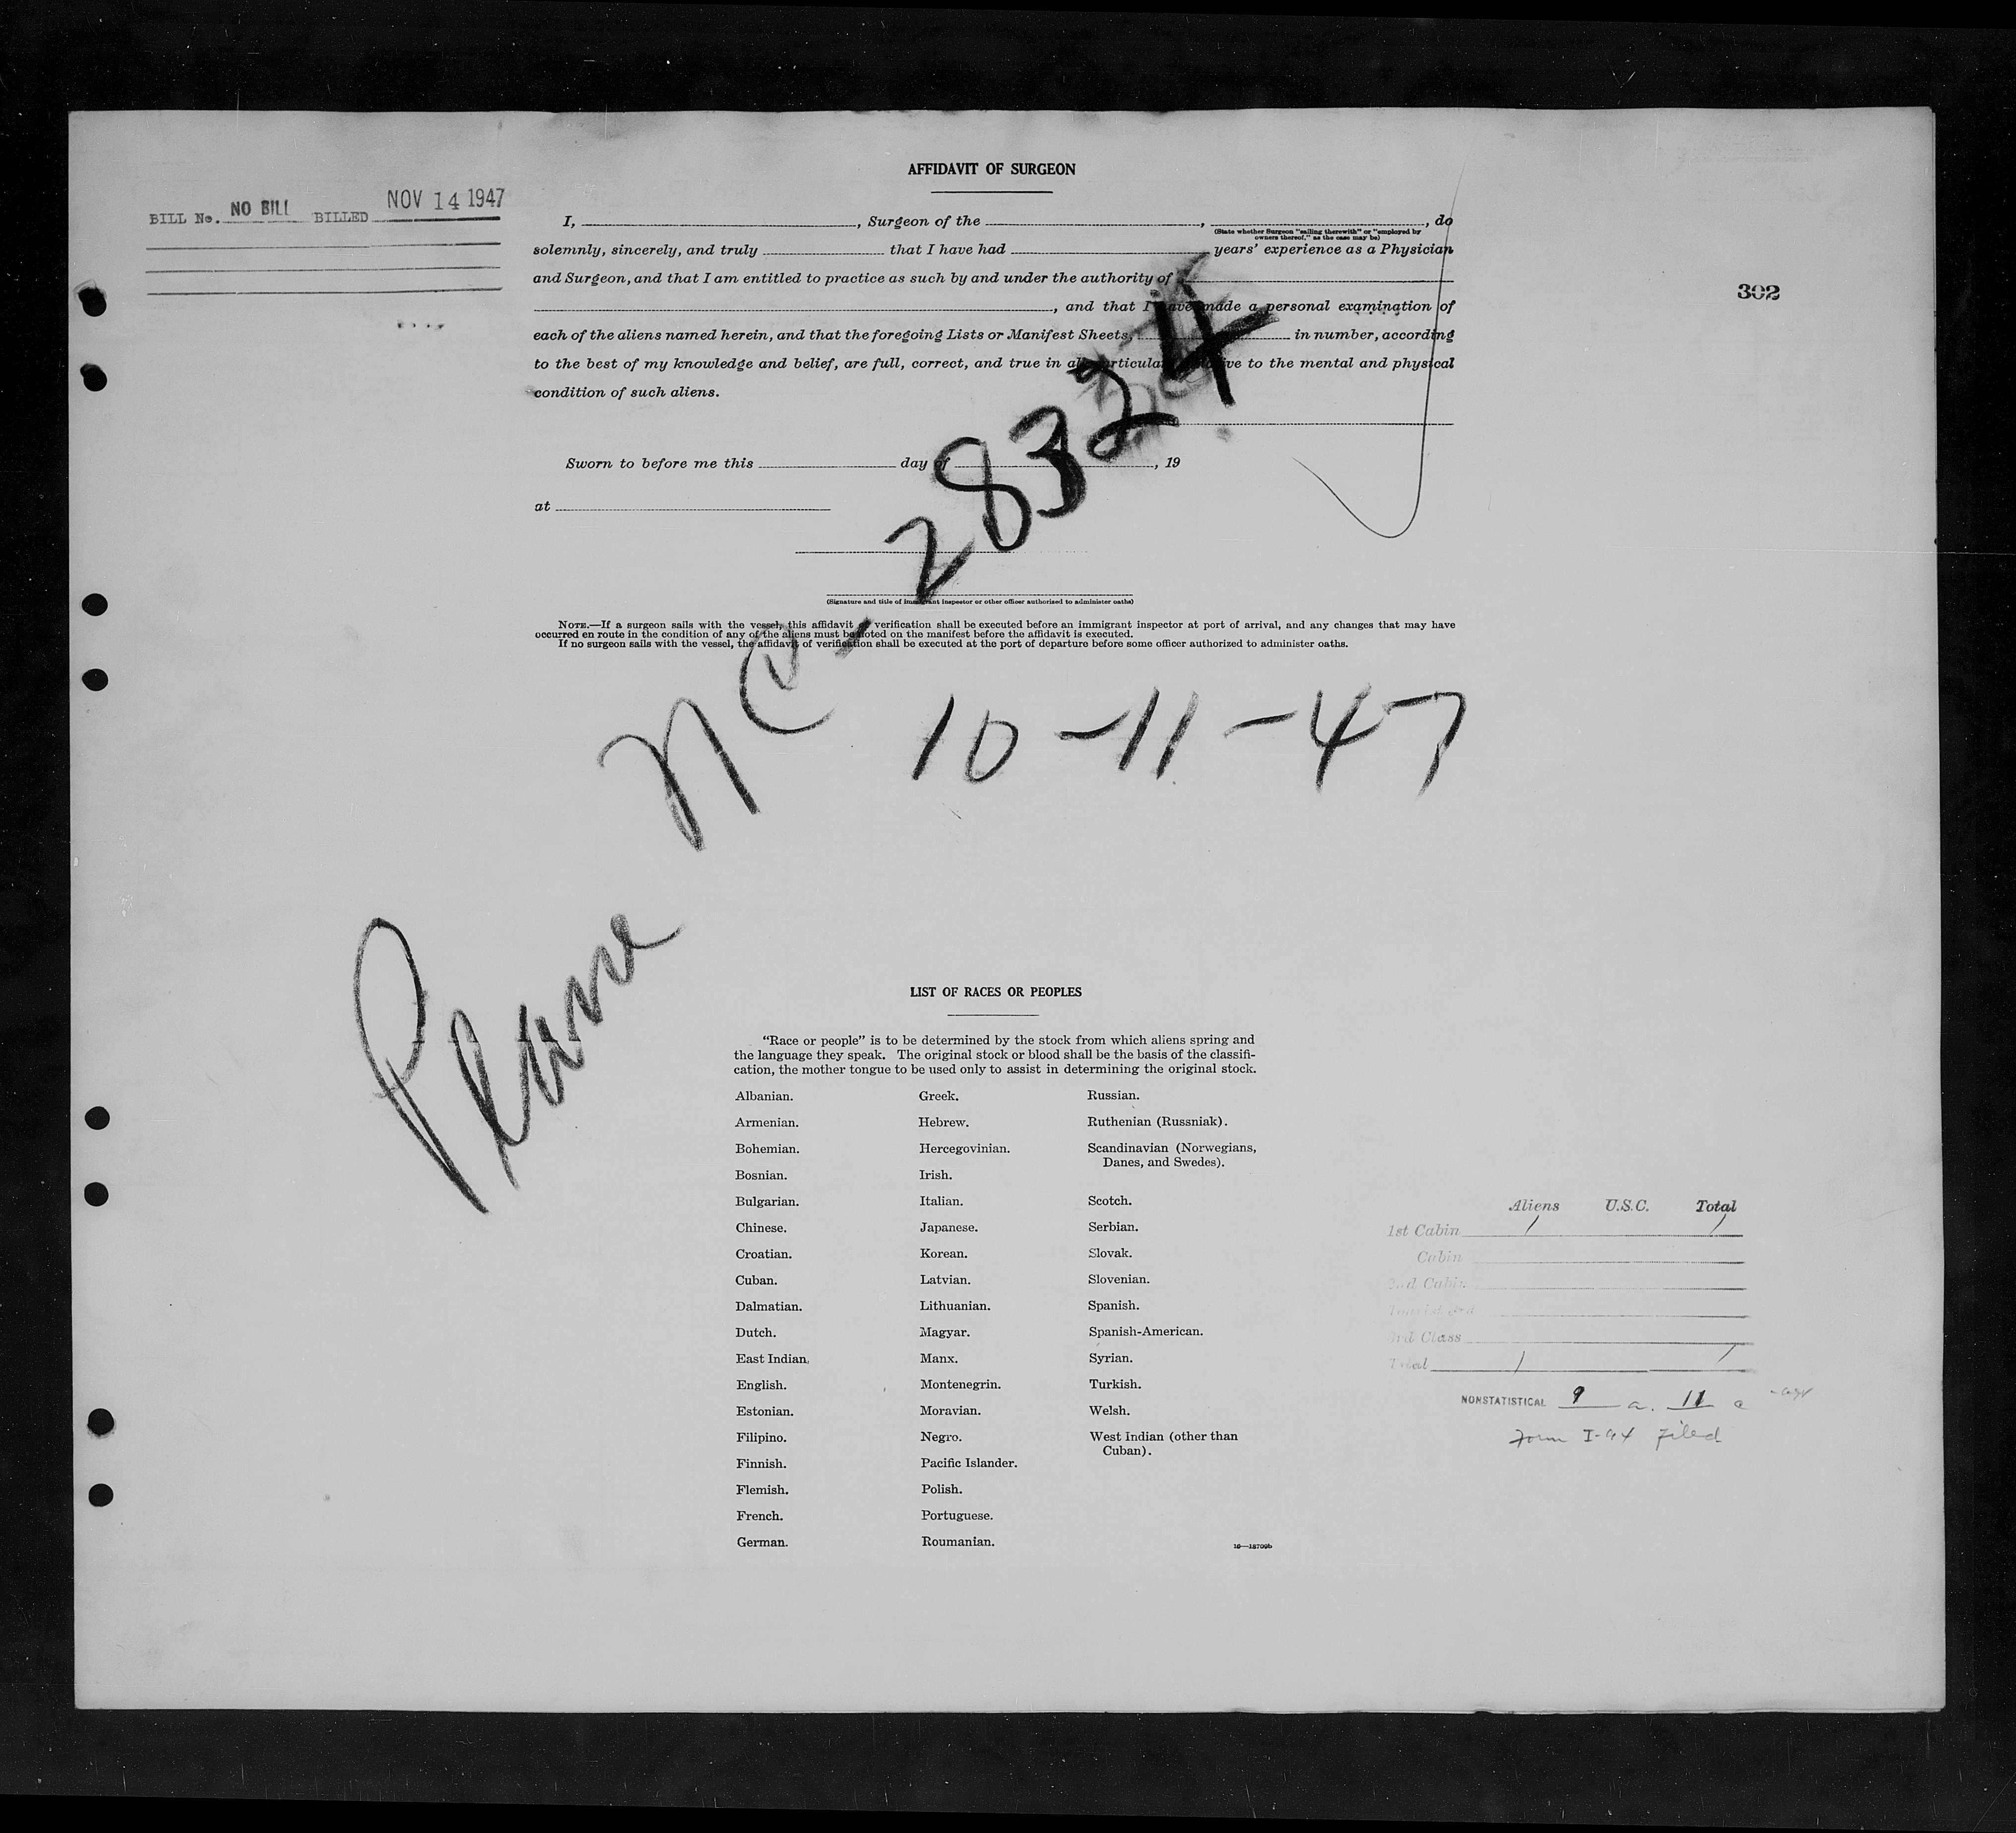 AFFIDAVIT OF SURGEON
BILL No. NO BILL BILLED NOV 14 1947
I, , Surgeon of the , , do
(State whether Surgeon "sailing therewith" or "employed by
owners thereof," as the case may be)
solemnly, sincerely, and truly that I have had years' experience as a Physician
and Surgeon, and that I am entitled to practice as such by and under the authority of
302
, and that I have made a personal examination of
each of the aliens named herein, and that the foregoing Lists or Manifest Sheets, in number, according
to the best of my knowledge and belief, are full, correct, and true in all particulars relative to the mental and physical
condition of such aliens.
Sworn to before me this day of , 19
at
(Signature and title of immigrant inspector or other officer authorized to administer oaths)
NOTE.—If a surgeon sails with the vessel, this affidavit of verification shall be executed before an immigrant inspector at port of arrival, and any changes that may have
occurred en route in the condition of any of the aliens must be noted on the manifest before the affidavit is executed.
If no surgeon sails with the vessel, the affidavit of verification shall be executed at the port of departure before some officer authorized to administer oaths.
Plane NC-28324
10-11-47
LIST OF RACES OR PEOPLES
"Race or people" is to be determined by the stock from which aliens spring and
the language they speak. The original stock or blood shall be the basis of the classifi-
cation, the mother tongue to be used only to assist in determining the original stock.
Albanian.
Armenian.
Bohemian.
Bosnian.
Bulgarian.
Chinese.
Croatian.
Cuban.
Dalmatian.
Dutch.
East Indian.
English.
Estonian.
Filipino.
Finnish.
Flemish.
French.
German.
Greek.
Hebrew.
Hercegovinian.
Irish.
Italian.
Japanese.
Korean.
Latvian.
Lithuanian.
Magyar.
Manx.
Montenegrin.
Moravian.
Negro.
Pacific Islander.
Polish.
Portuguese.
Roumanian.
Russian.
Ruthenian (Russniak).
Scandinavian (Norwegians,
Danes, and Swedes).
Scotch.
Serbian.
Slovak.
Slovenian.
Spanish.
Spanish-American.
Syrian.
Turkish.
Welsh.
West Indian (other than
Cuban).
16—18709b
Aliens U.S.C. Total
1st Cabin 1 1
Cabin
2nd Cabin
3rd Class
Total 1 1
NONSTATISTICAL 9 a. 11 c
Form I-94 Filed